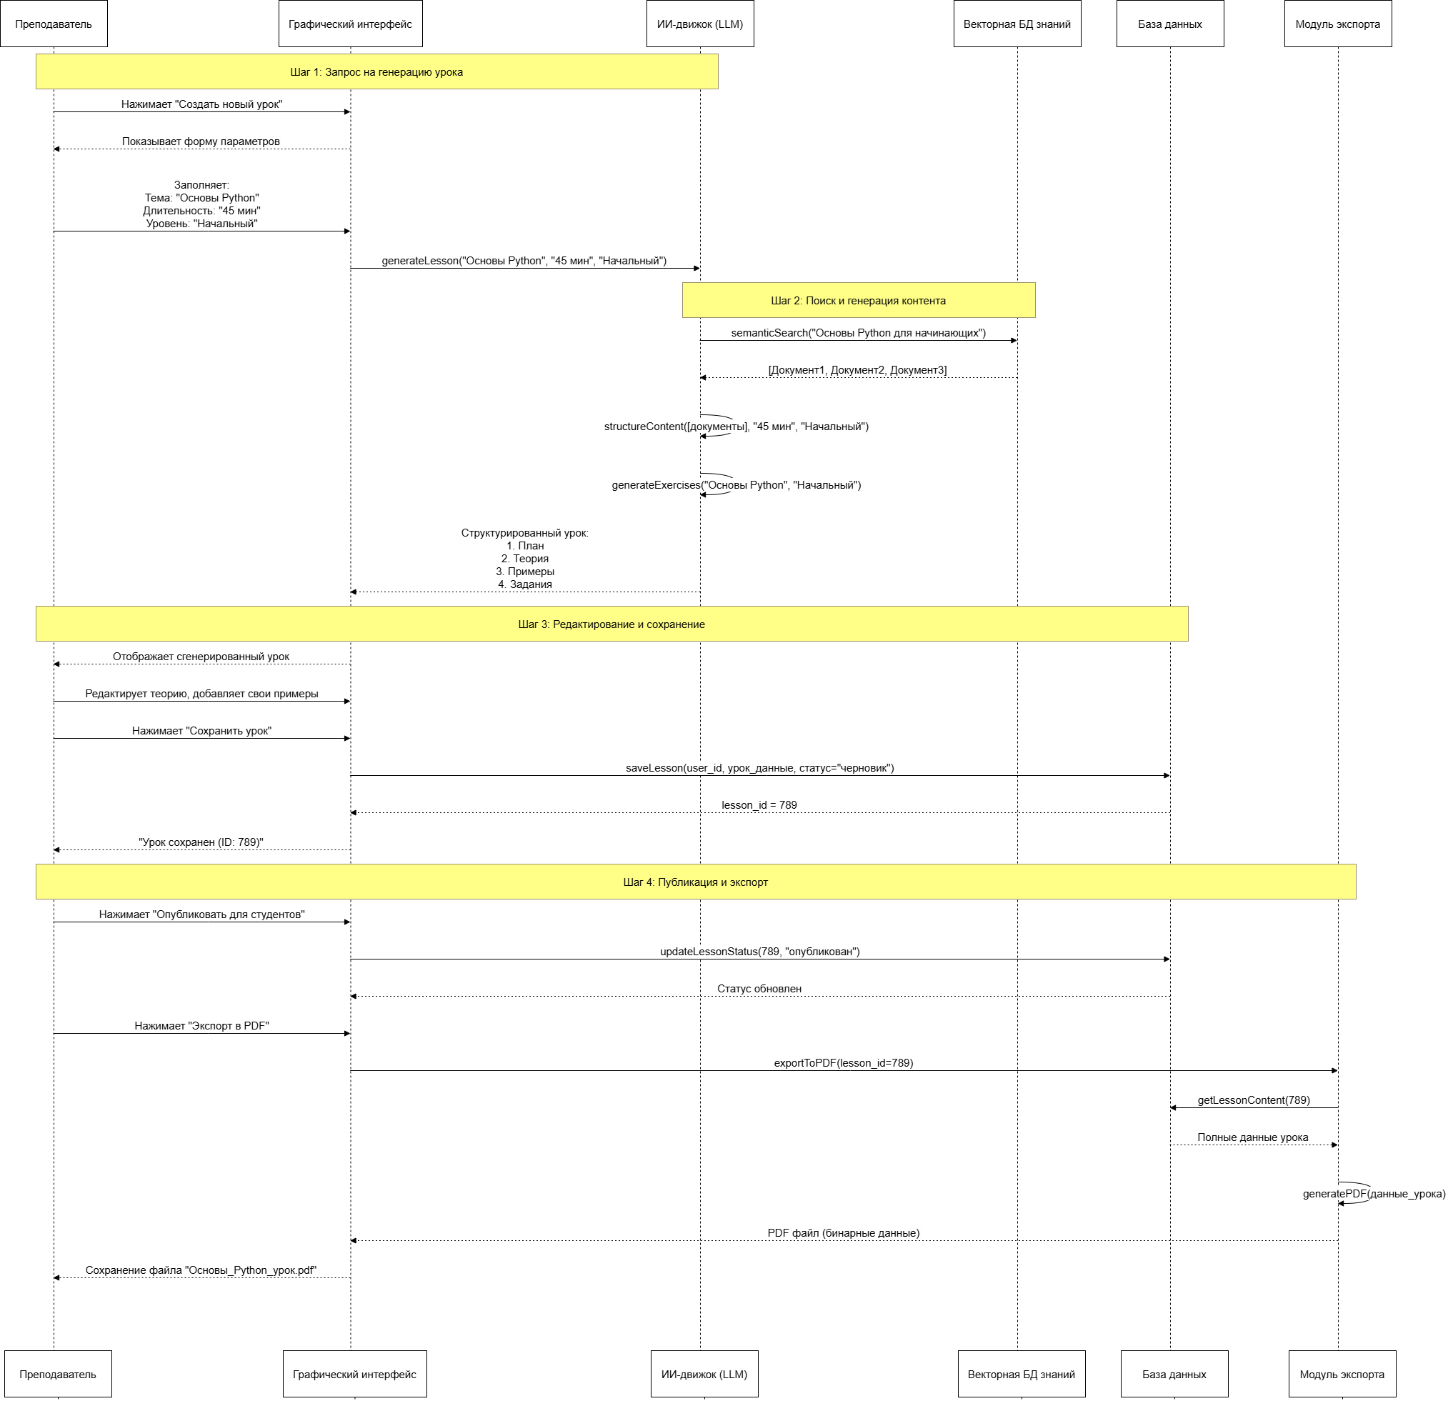 Преподаватель
Графический интерфейс
ИИ-движок (LLM)
Векторная БД знаний
База данных
Модуль экспорта
Шаг 1: Запрос на генерацию урока
Нажимает "Создать новый урок"
Показывает форму параметров
Заполняет:
Тема: "Основы Python"
Длительность: "45 мин"
Уровень: "Начальный"
generateLesson("Основы Python", "45 мин", "Начальный")
Шаг 2: Поиск и генерация контента
semanticSearch("Основы Python для начинающих")
[Документ1, Документ2, Документ3]
structureContent([документы], "45 мин", "Начальный")
generateExercises("Основы Python", "Начальный")
Структурированный урок:
1. План
2. Теория
3. Примеры
4. Задания
Шаг 3: Редактирование и сохранение
Отображает сгенерированный урок
Редактирует теорию, добавляет свои примеры
Нажимает "Сохранить урок"
saveLesson(user_id, урок_данные, статус="черновик")
lesson_id = 789
"Урок сохранен (ID: 789)"
Шаг 4: Публикация и экспорт
Нажимает "Опубликовать для студентов"
updateLessonStatus(789, "опубликован")
Статус обновлен
Нажимает "Экспорт в PDF"
exportToPDF(lesson_id=789)
getLessonContent(789)
Полные данные урока
generatePDF(данные_урока)
PDF файл (бинарные данные)
Сохранение файла "Основы_Python_урок.pdf"
Преподаватель
Графический интерфейс
ИИ-движок (LLM)
Векторная БД знаний
База данных
Модуль экспорта